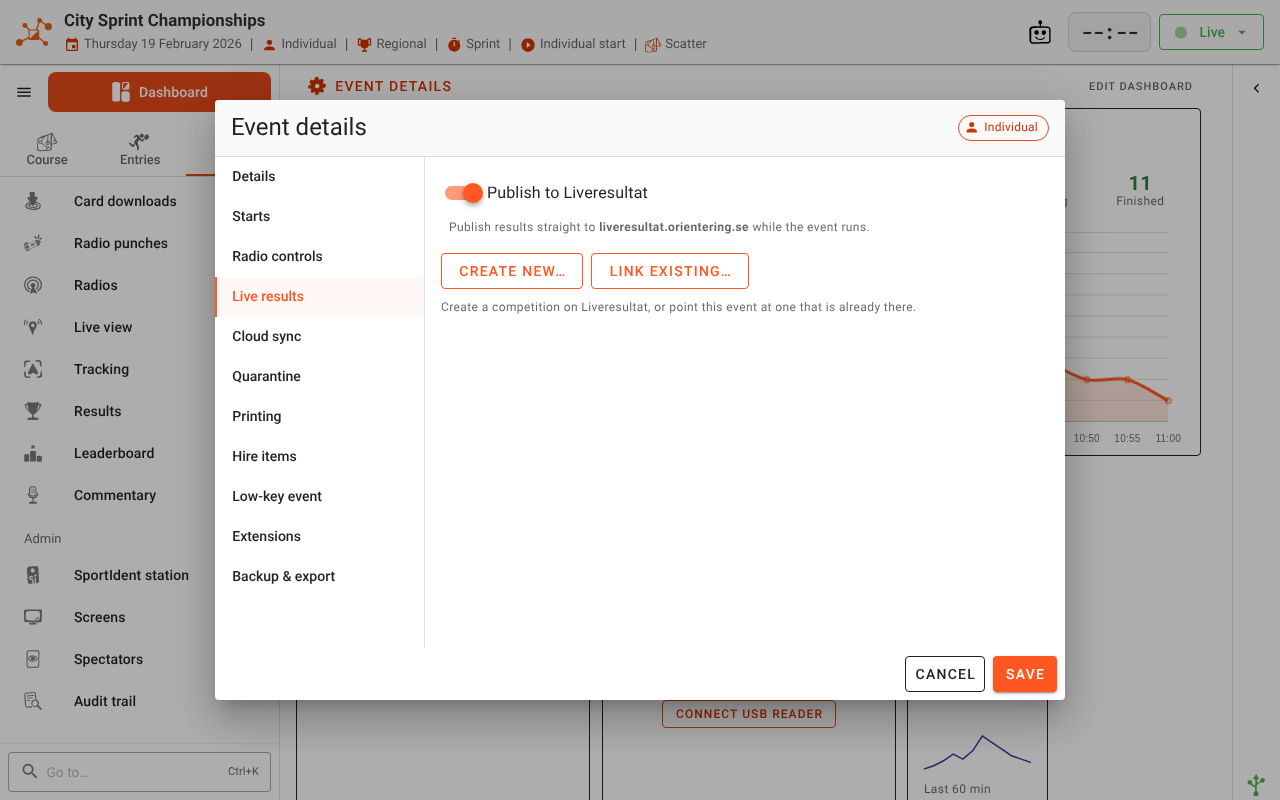 City Sprint Championships
Thursday 19 February 2026 | Individual | Regional | Sprint | Individual start | Scatter
--:--
Live
Dashboard
EVENT DETAILS
EDIT DASHBOARD
Course
Entries
Card downloads
Radio punches
Radios
Live view
Tracking
Results
Leaderboard
Commentary
Admin
SportIdent station
Screens
Spectators
Audit trail
Go to...
Ctrl+K
Event details
Individual
Details
Starts
Radio controls
Live results
Cloud sync
Quarantine
Printing
Hire items
Low-key event
Extensions
Backup & export
Publish to Liveresultat
Publish results straight to liveresultat.orientering.se while the event runs.
CREATE NEW...
LINK EXISTING...
Create a competition on Liveresultat, or point this event at one that is already there.
CANCEL
SAVE
11
Finished
10:50
10:55
11:00
CONNECT USB READER
Last 60 min